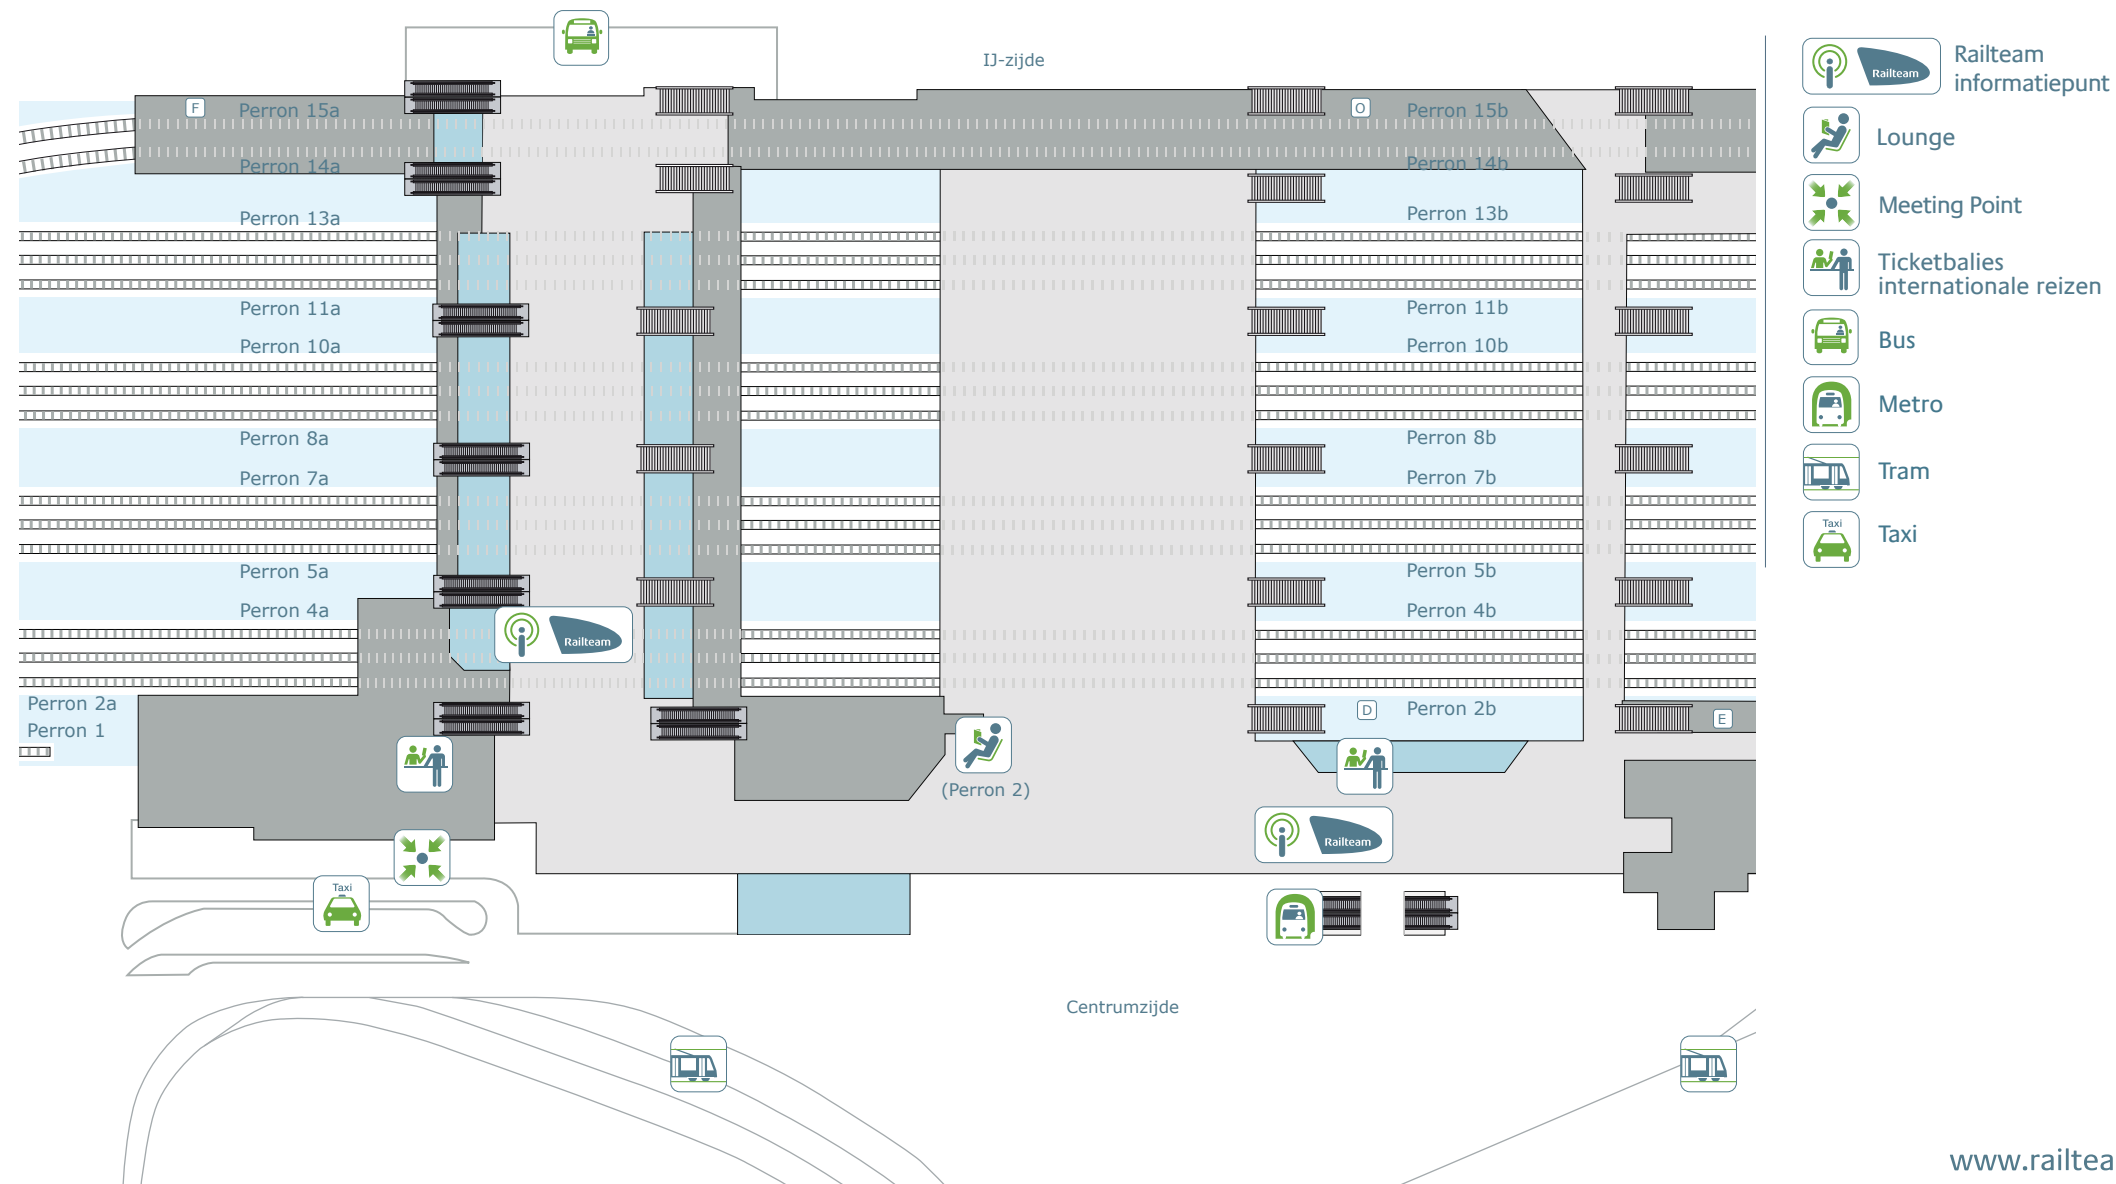 IJ-zijde
F
Perron 15a
O
Perron 15b
Perron 14a
Perron 14b
Perron 13a
Perron 13b
Perron 11a
Perron 11b
Perron 10a
Perron 10b
Perron 8a
Perron 8b
Perron 7a
Perron 7b
Perron 5a
Perron 5b
Perron 4a
Perron 4b
Railteam
Perron 2a
Perron 1
D
Perron 2b
E
(Perron 2)
Railteam
Taxi
Centrumzijde
Railteam
Railteam
informatiepunt
Lounge
Meeting Point
Ticketbalies
internationale reizen
Bus
Metro
Tram
Taxi
Taxi
www.railtea